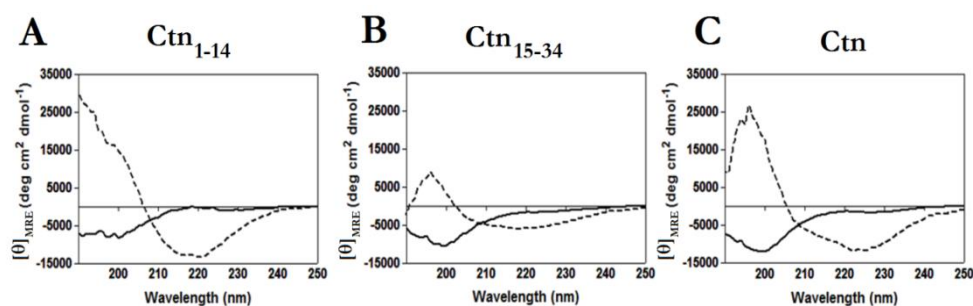 A Ctn1-14
35000
25000
15000
5000
-5000
-15000
[θ]MRE (deg cm2 dmol-1)
200 210 220 230 240 250
Wavelength (nm)
B Ctn15-34
35000
25000
15000
5000
-5000
-15000
[θ]MRE (deg cm2 dmol-1)
200 210 220 230 240 250
Wavelength (nm)
C Ctn
35000
25000
15000
5000
-5000
-15000
[θ]MRE (deg cm2 dmol-1)
200 210 220 230 240 250
Wavelength (nm)